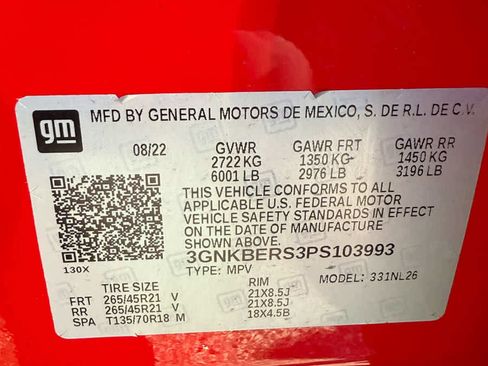 gm MFD BY GENERAL MOTORS DE MEXICO, S. DE R.L. DE C.V.
08/22 GVWR GAWR FRT GAWR RR
2722 KG 1350 KG 1450 KG
6001 LB 2976 LB 3196 LB
THIS VEHICLE CONFORMS TO ALL
APPLICABLE U.S. FEDERAL MOTOR
VEHICLE SAFETY STANDARDS IN EFFECT
ON THE DATE OF MANUFACTURE
SHOWN ABOVE.
3GNKBERS3PS103993
130X TYPE: MPV MODEL: 331NL26
TIRE SIZE RIM
FRT 265/45R21 V 21X8.5J
RR 265/45R21 V 21X8.5J
SPA T135/70R18 M 18X4.5B